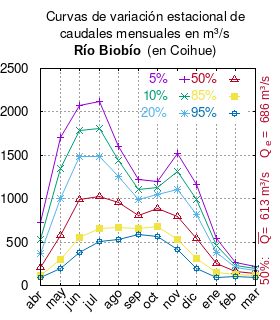 Curvas de variación estacional de
caudales mensuales en m³/s
Río Biobío (en Coihue)
2500
2000
1500
1000
500
0
5% 50%
10% 85%
20% 95%
abr may jun jul ago sep oct nov dic ene feb mar
50%. Q= 613 m³/s Q e = 686 m³/s